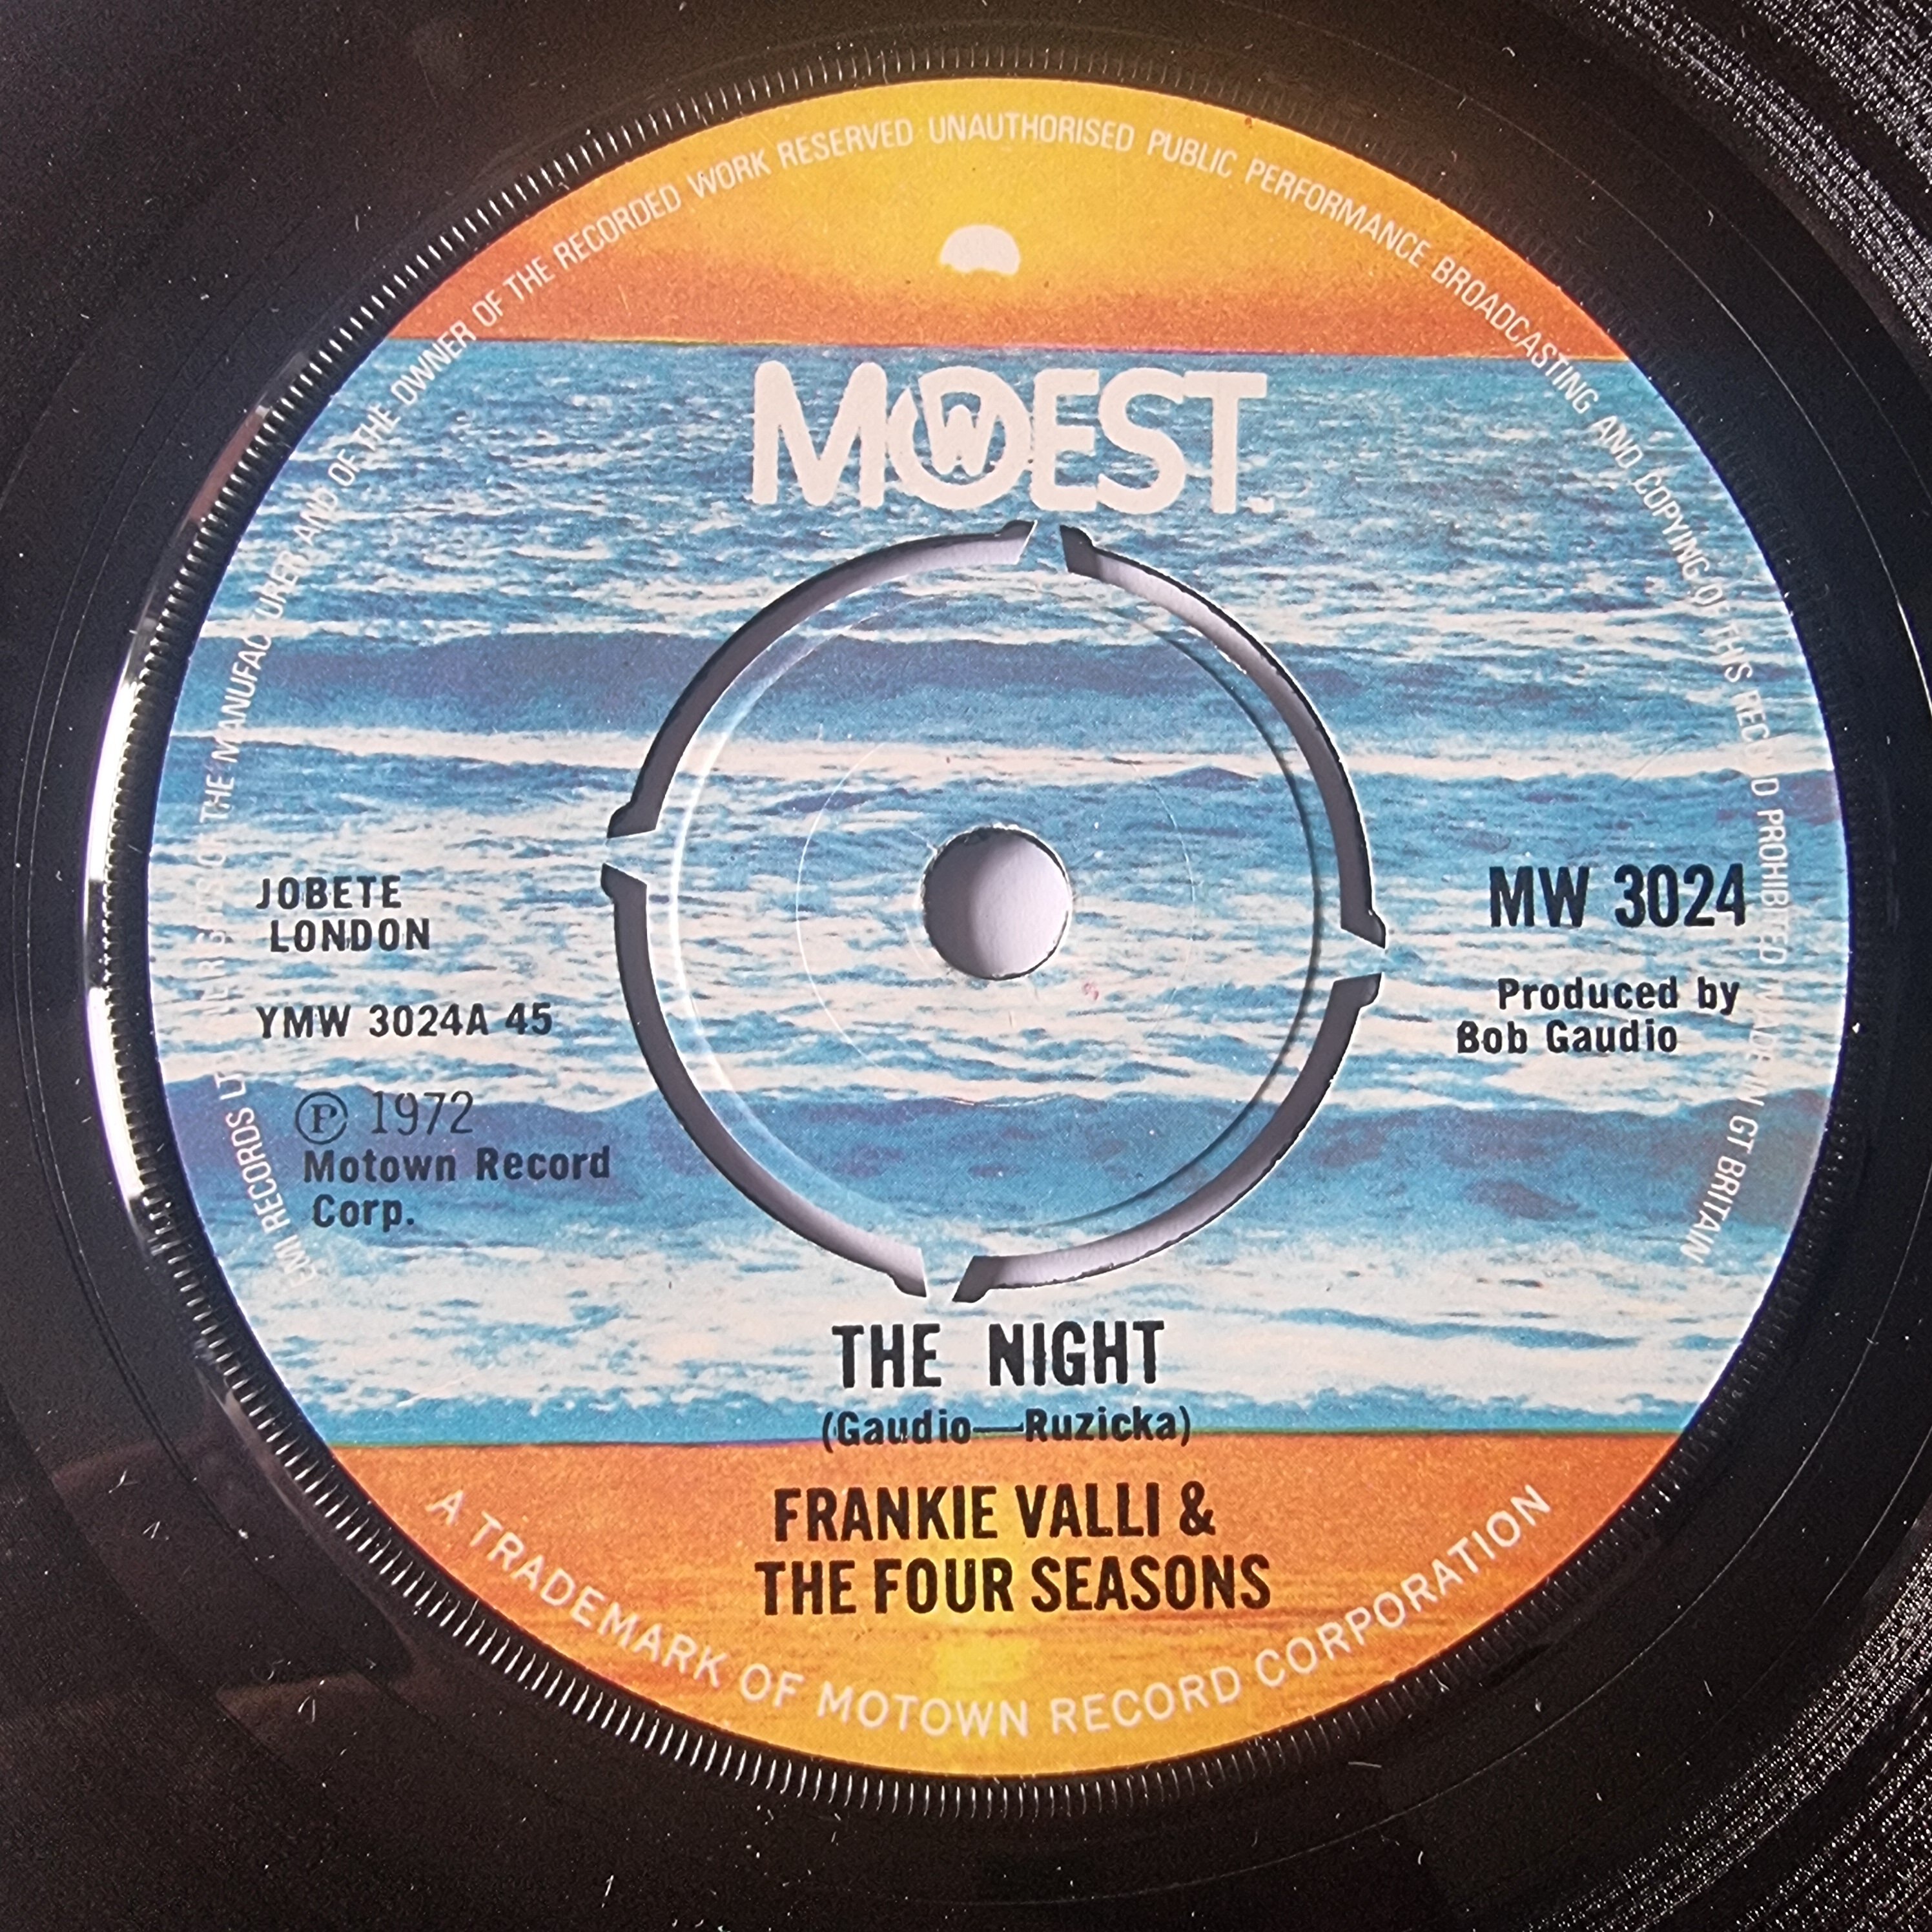 EMI RECORDS LTD. THE MANUFACTURER AND OF THE OWNER OF THE RECORDED WORK RESERVED UNAUTHORISED PUBLIC PERFORMANCE BROADCASTING AND COPYING OF THIS RECORD PROHIBITED MADE IN GT BRITAIN
MOWEST
JOBETE
LONDON
YMW 3024A 45
Ⓟ 1972
Motown Record
Corp.
MW 3024
Produced by
Bob Gaudio
THE NIGHT
(Gaudio—Ruzicka)
FRANKIE VALLI &
THE FOUR SEASONS
A TRADEMARK OF MOTOWN RECORD CORPORATION